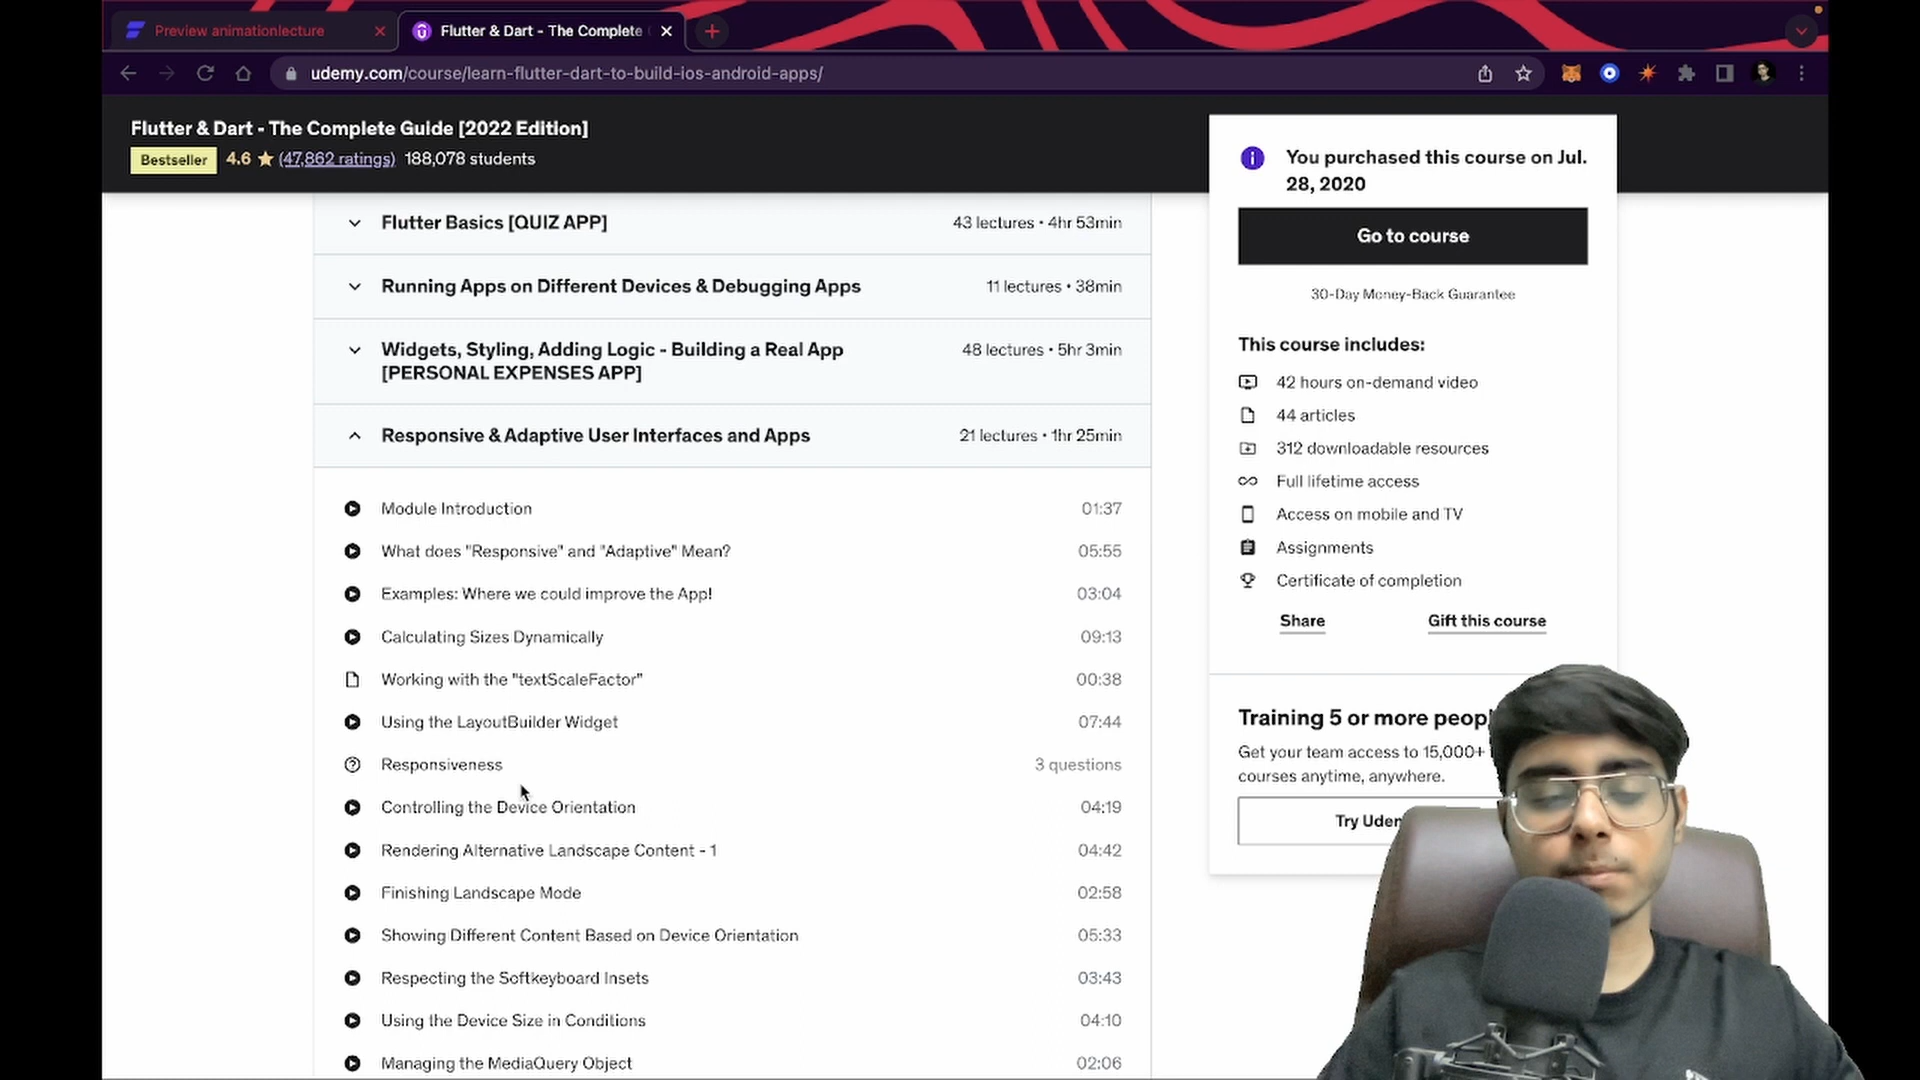 Preview animationlecture
Flutter & Dart - The Complete
udemy.com/course/learn-flutter-dart-to-build-ios-android-apps/
Flutter & Dart - The Complete Guide [2022 Edition]
Bestseller 4.6 (47,862 ratings) 188,078 students
Flutter Basics [QUIZ APP] 43 lectures • 4hr 53min
Running Apps on Different Devices & Debugging Apps 11 lectures • 38min
Widgets, Styling, Adding Logic - Building a Real App 48 lectures • 5hr 3min
[PERSONAL EXPENSES APP]
Responsive & Adaptive User Interfaces and Apps 21 lectures • 1hr 25min
Module Introduction 01:37
What does "Responsive" and "Adaptive" Mean? 05:55
Examples: Where we could improve the App! 03:04
Calculating Sizes Dynamically 09:13
Working with the "textScaleFactor" 00:38
Using the LayoutBuilder Widget 07:44
Responsiveness 3 questions
Controlling the Device Orientation 04:19
Rendering Alternative Landscape Content - 1 04:42
Finishing Landscape Mode 02:58
Showing Different Content Based on Device Orientation 05:33
Respecting the Softkeyboard Insets 03:43
Using the Device Size in Conditions 04:10
Managing the MediaQuery Object 02:06
You purchased this course on Jul.
28, 2020
Go to course
30-Day Money-Back Guarantee
This course includes:
42 hours on-demand video
44 articles
312 downloadable resources
Full lifetime access
Access on mobile and TV
Assignments
Certificate of completion
Share Gift this course
Training 5 or more
Get your team access to 15,000+
courses anytime, anywhere.
Try